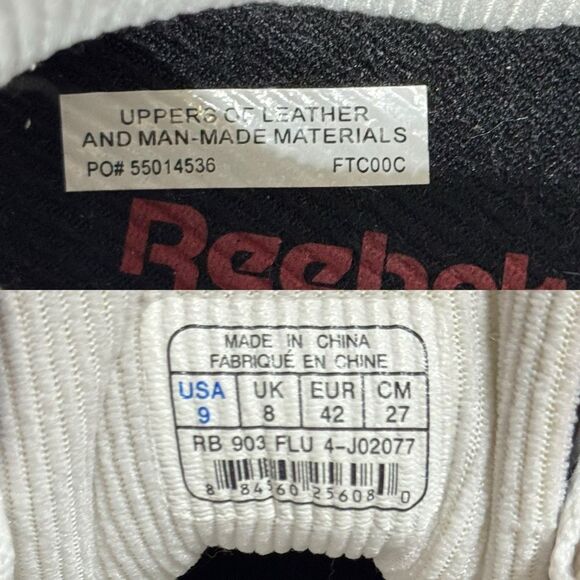 UPPERS OF LEATHER
AND MAN-MADE MATERIALS
PO# 55014536 FTC00C
Reebok
MADE IN CHINA
FABRIQUÉ EN CHINE
USA UK EUR CM
9 8 42 27
RB 903 FLU 4-J02077
8 84560 25608 0